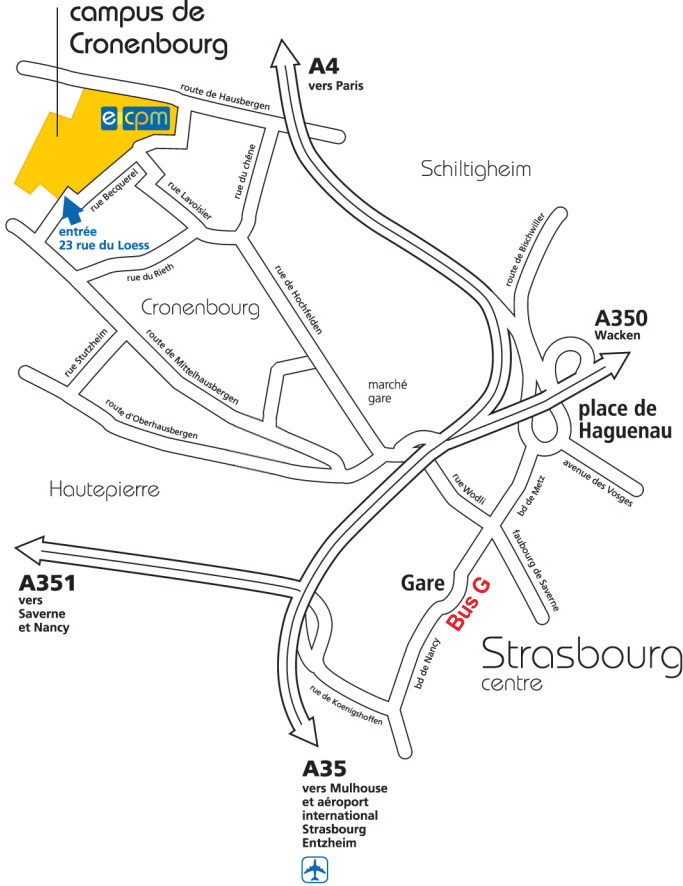 campus de
Cronenbourg
A4
vers Paris
route de Hausbergen
e cpm
Schiltigheim
rue du chêne
rue Becquerel
rue Lavoisier
entrée
23 rue du Loess
route de Bischwiller
rue du Rieth
rue de Hochfelden
Cronenbourg
A350
Wacken
rue Stutzheim
route de Mittelhausbergen
marché
gare
place de
Haguenau
route d'Oberhausbergen
avenue des Vosges
Hautepierre
rue Wodli
bd de Metz
faubourg de Saverne
A351
vers
Saverne
et Nancy
Gare
Bus G
bd de Nancy
Strasbourg
centre
rue de Koenigshoffen
A35
vers Mulhouse
et aéroport
international
Strasbourg
Entzheim